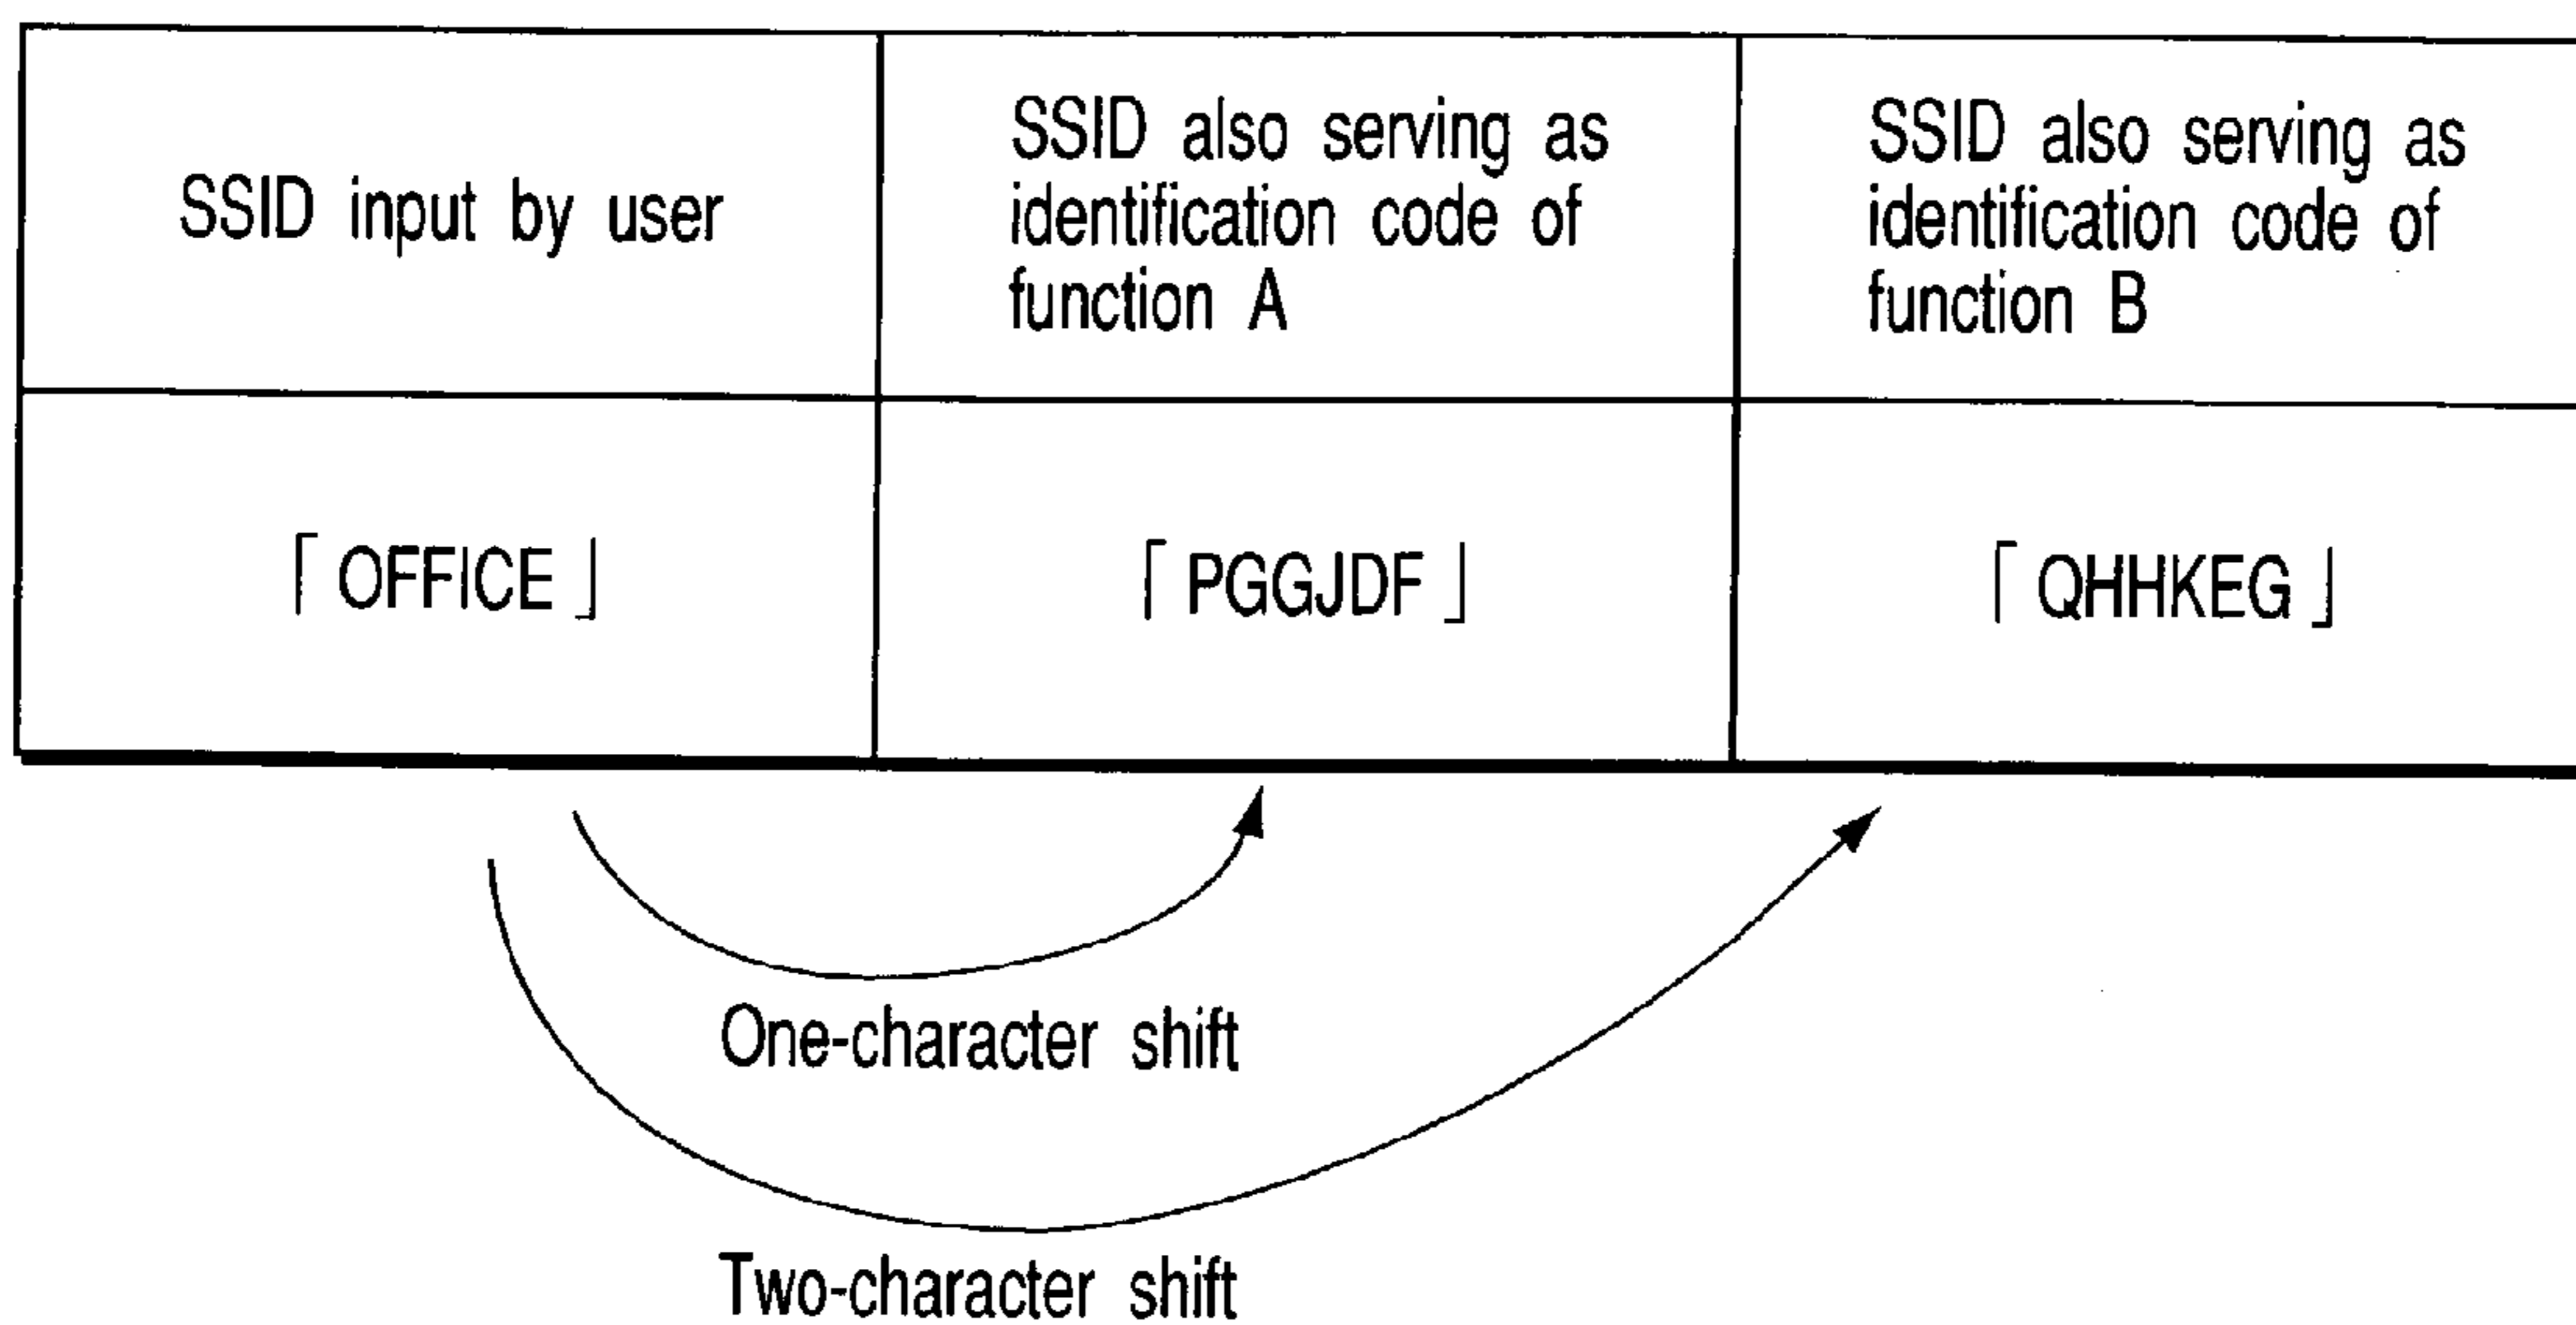 SSID input by user
SSID also serving as
identification code of
function A
SSID also serving as
identification code of
function B
「OFFICE」
「PGGJDF」
「QHHKEG」
One-character shift
Two-character shift